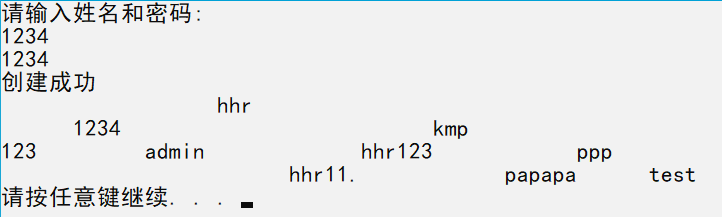 请输入姓名和密码:
1234
1234
创建成功
hhr
1234 kmp
123 admin hhr123 ppp
hhr11. papapa test
请按任意键继续. . .